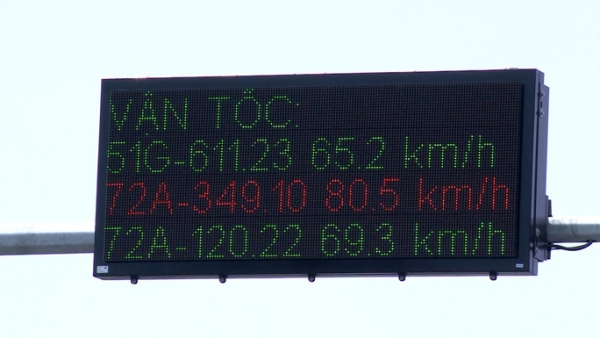 VẬN TỐC:
51G-611.23 65.2 km/h
72A-349.10 80.5 km/h
72A-120.22 69.3 km/h